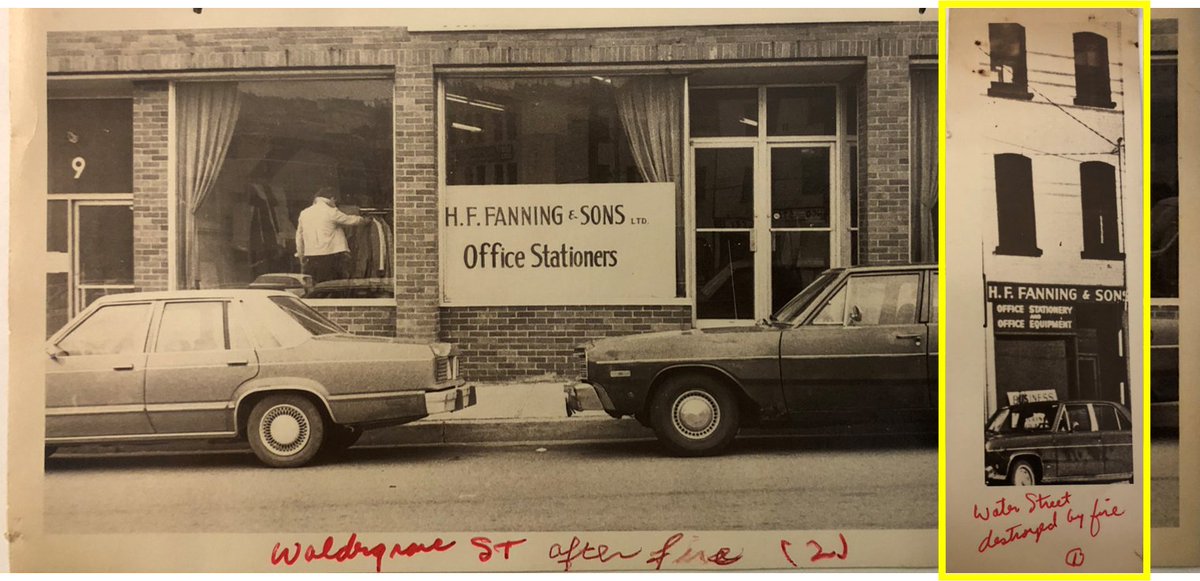 9
H. F. FANNING & SONS LTD.
Office Stationers
Waldegrave ST after fire (2)
H. F. FANNING & SONS
OFFICE STATIONERY
AND
OFFICE EQUIPMENT
BUSINESS
Water Street
destroyed by fire
①